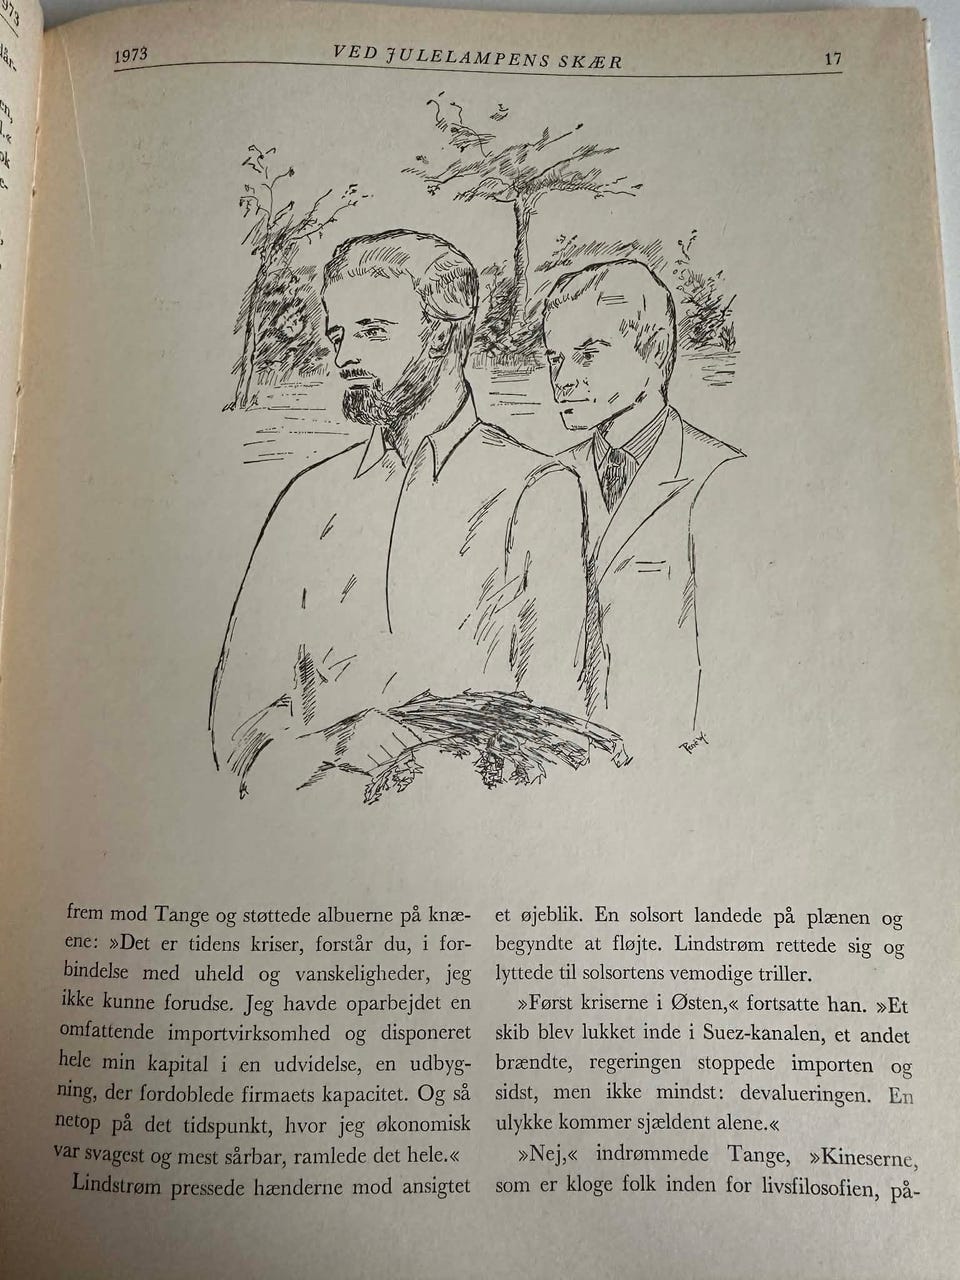 1973
VED JULELAMPENS SKÆR
17
frem mod Tange og støttede albuerne på knæ-
ene: »Det er tidens kriser, forstår du, i for-
bindelse med uheld og vanskeligheder, jeg
ikke kunne forudse. Jeg havde oparbejdet en
omfattende importvirksomhed og disponeret
hele min kapital i en udvidelse, en udbyg-
ning, der fordoblede firmaets kapacitet. Og så
netop på det tidspunkt, hvor jeg økonomisk
var svagest og mest sårbar, ramlede det hele.«
Lindstrøm pressede hænderne mod ansigtet
et øjeblik. En solsort landede på plænen og
begyndte at fløjte. Lindstrøm rettede sig og
lyttede til solsortens vemodige triller.
»Først kriserne i Østen,« fortsatte han. »Et
skib blev lukket inde i Suez-kanalen, et andet
brændte, regeringen stoppede importen og
sidst, men ikke mindst: devalueringen. En
ulykke kommer sjældent alene.«
»Nej,« indrømmede Tange, »Kineserne,
som er kloge folk inden for livsfilosofien, på-